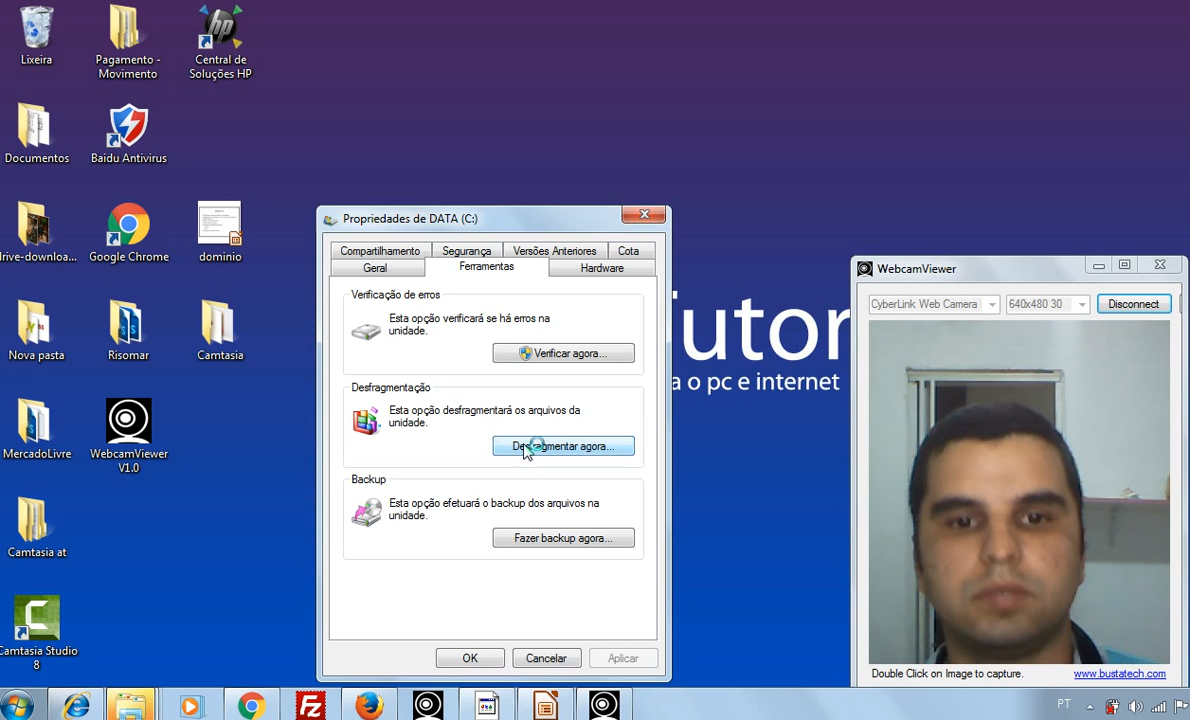 Lixeira
Pagamento -
Movimento
Central de
Soluções HP
Documentos
Baidu Antivirus
drive-downloa...
Google Chrome
dominio
Nova pasta
Risomar
Camtasia
MercadoLivre
WebcamViewer
V1.0
Camtasia at
Camtasia Studio
8
Propriedades de DATA (C:)
Compartilhamento
Segurança
Versões Anteriores
Cota
Geral
Ferramentas
Hardware
Verificação de erros
Esta opção verificará se há erros na
unidade.
Verificar agora...
Desfragmentação
Esta opção desfragmentará os arquivos da
unidade.
Desfragmentar agora...
Backup
Esta opção efetuará o backup dos arquivos na
unidade.
Fazer backup agora...
OK
Cancelar
Aplicar
Tutor
a o pc e internet
WebcamViewer
CyberLink Web Camera
640x480 30
Disconnect
Double Click on Image to capture.
www.bustatech.com
PT